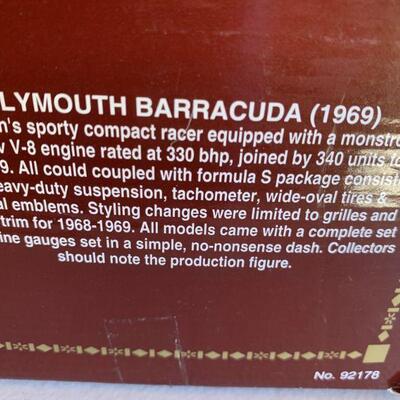 LYMOUTH BARRACUDA (1969)
n's sporty compact racer equipped with a monstro
w V-8 engine rated at 330 bhp, joined by 340 units fo
9. All could coupled with formula S package consist
eavy-duty suspension, tachometer, wide-oval tires &
al emblems. Styling changes were limited to grilles and
trim for 1968-1969. All models came with a complete set
ine gauges set in a simple, no-nonsense dash. Collectors
should note the production figure.
No. 92178